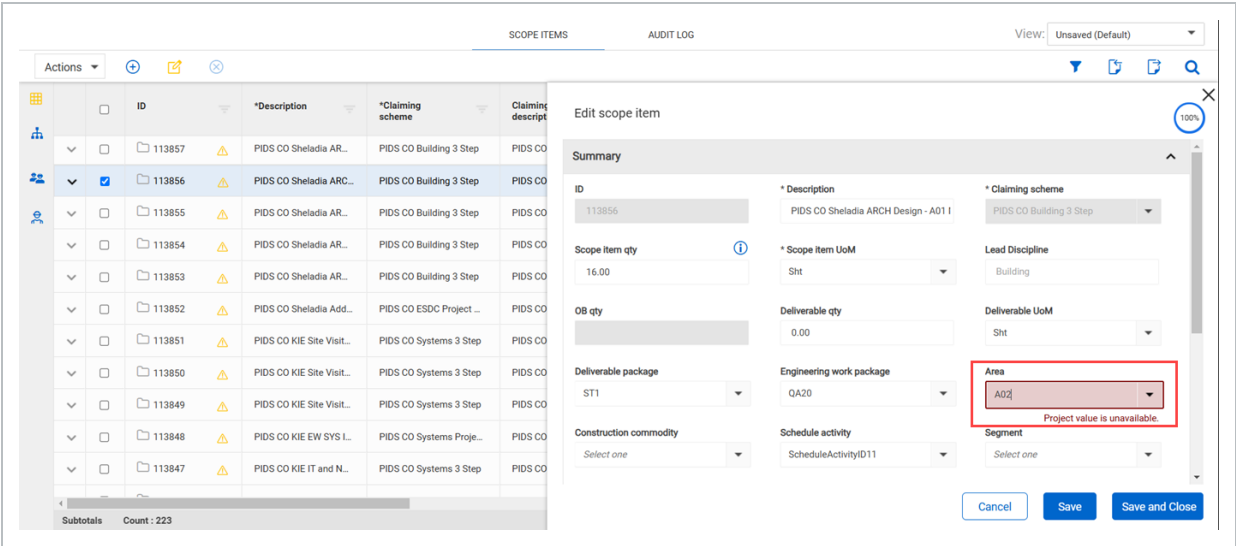 SCOPE ITEMS AUDIT LOG View: Unsaved (Default)
Actions
ID *Description *Claiming scheme Claiming descript
113857 PIDS CO Sheladia AR... PIDS CO Building 3 Step PIDS CO
113856 PIDS CO Sheladia ARC... PIDS CO Building 3 Step PIDS CO
113855 PIDS CO Sheladia AR... PIDS CO Building 3 Step PIDS CO
113854 PIDS CO Sheladia AR... PIDS CO Building 3 Step PIDS CO
113853 PIDS CO Sheladia AR... PIDS CO Building 3 Step PIDS CO
113852 PIDS CO Sheladia Add... PIDS CO ESDC Project ... PIDS CO
113851 PIDS CO KIE Site Visit... PIDS CO Systems 3 Step PIDS CO
113850 PIDS CO KIE Site Visit... PIDS CO Systems 3 Step PIDS CO
113849 PIDS CO KIE Site Visit... PIDS CO Systems 3 Step PIDS CO
113848 PIDS CO KIE EW SYS I... PIDS CO Systems Proje... PIDS CO
113847 PIDS CO KIE IT and N... PIDS CO Systems 3 Step PIDS CO
Subtotals Count : 223
Edit scope item
100%
Summary
ID * Description * Claiming scheme
113856 PIDS CO Sheladia ARCH Design - A01 PIDS CO Building 3 Step
Scope item qty * Scope item UoM Lead Discipline
16.00 Sht Building
OB qty Deliverable qty Deliverable UoM
0.00 Sht
Deliverable package Engineering work package Area
ST1 QA20 A02
Project value is unavailable.
Construction commodity Schedule activity Segment
Select one ScheduleActivityID11 Select one
Cancel Save Save and Close